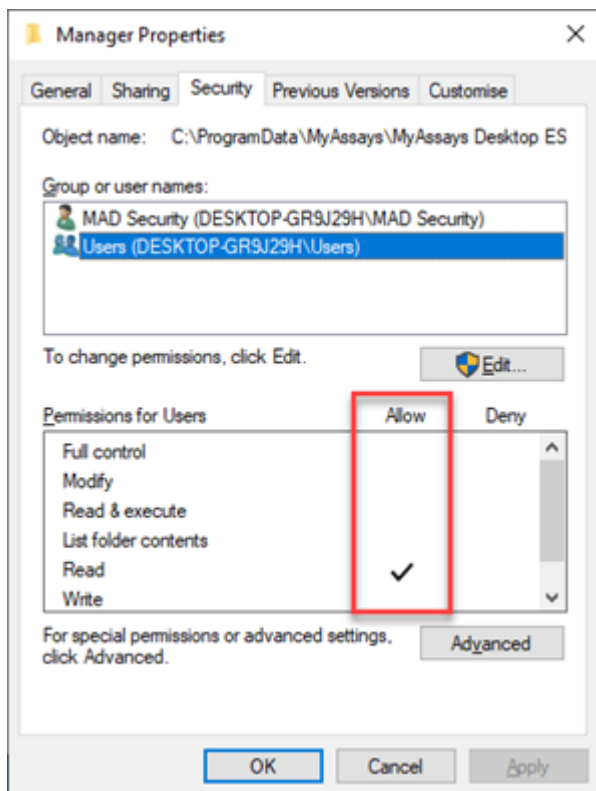 Manager Properties
General Sharing Security Previous Versions Customise
Object name: C:\ProgramData\MyAssays\MyAssays Desktop ES
Group or user names:
MAD Security (DESKTOP-GR9J29H\MAD Security)
Users (DESKTOP-GR9J29H\Users)
To change permissions, click Edit.
Edit...
Permissions for Users Allow Deny
Full control
Modify
Read & execute
List folder contents
Read
Write
For special permissions or advanced settings,
click Advanced.
Advanced
OK Cancel Apply